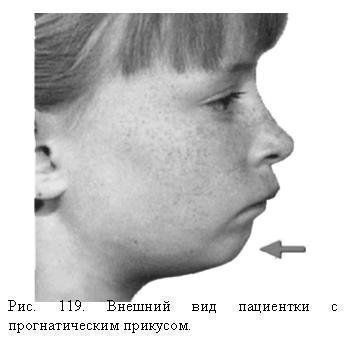 Рис. 119. Внешний вид пациентки с
прогнатическим прикусом.